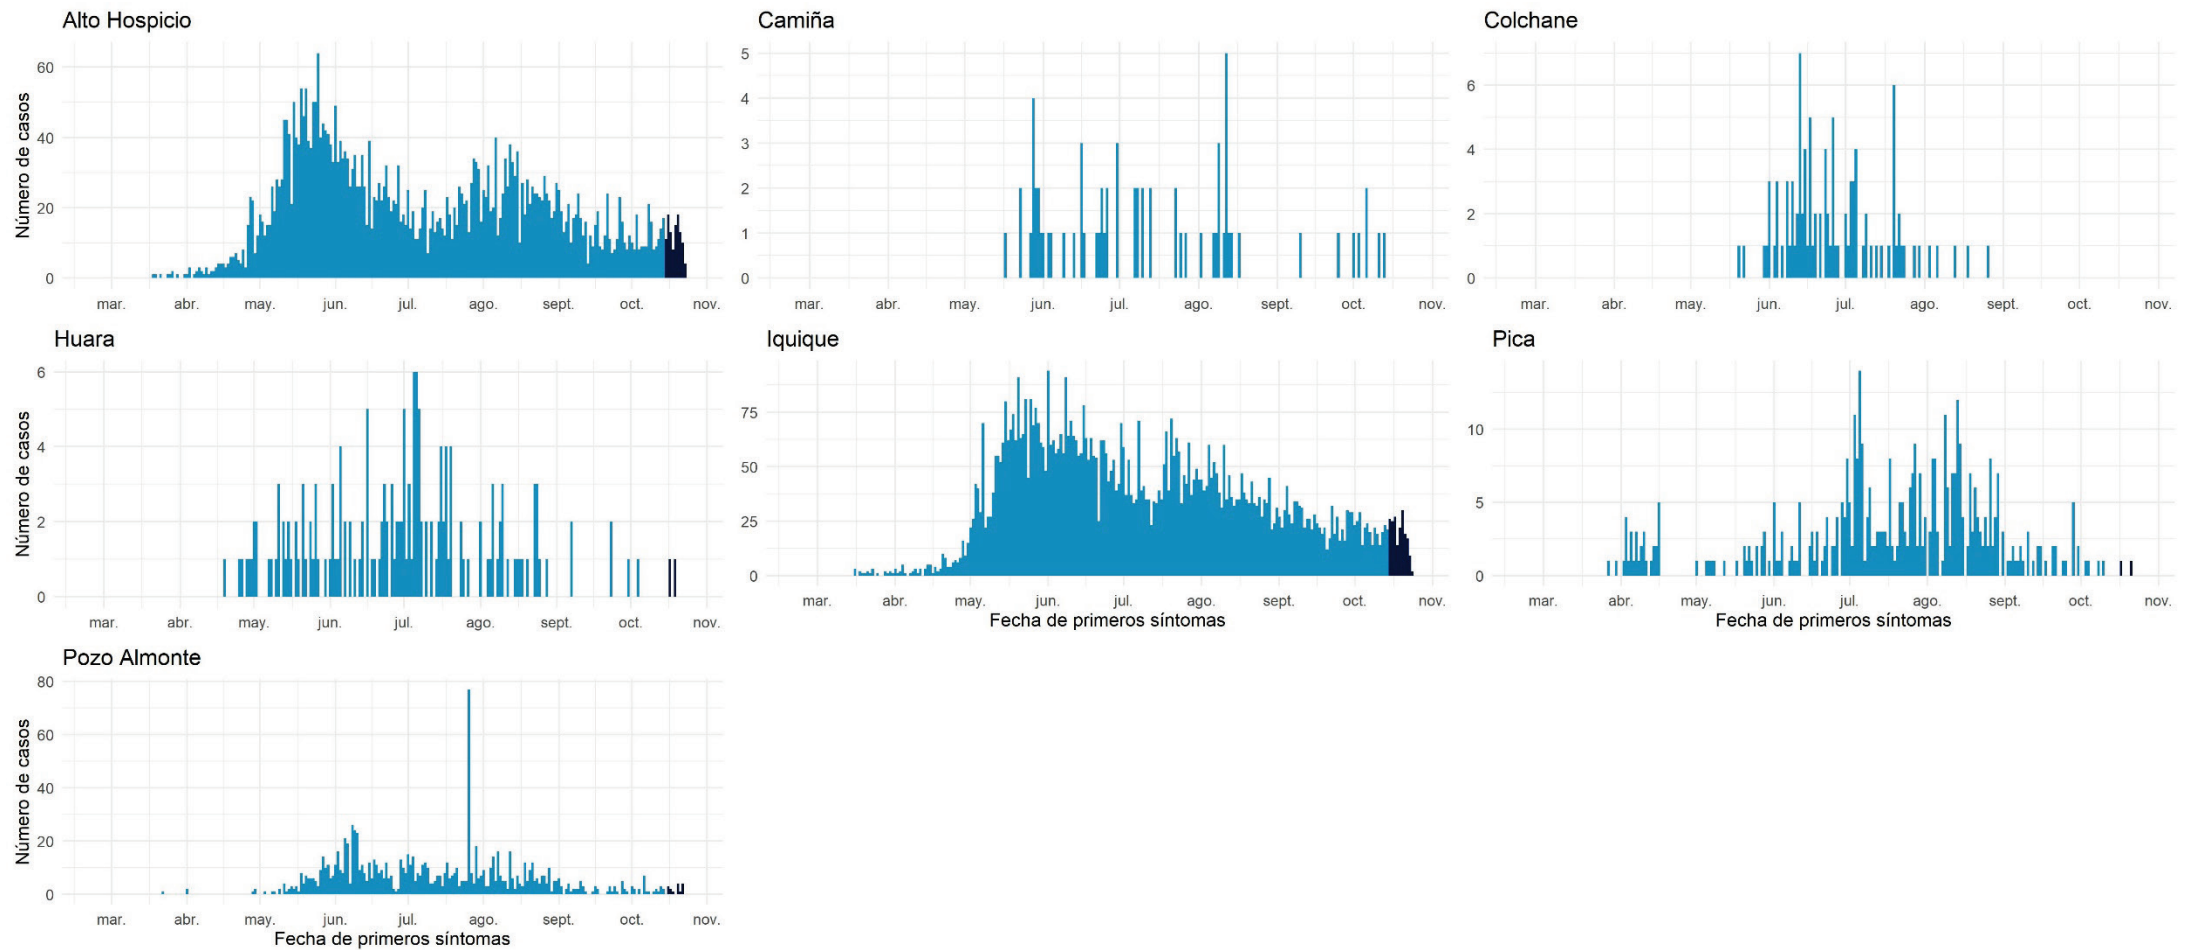 Alto Hospicio
Número de casos
60
40
20
0
mar. abr. may. jun. jul. ago. sept. oct. nov.
Camiña
5
4
3
2
1
0
mar. abr. may. jun. jul. ago. sept. oct. nov.
Colchane
6
4
2
0
mar. abr. may. jun. jul. ago. sept. oct. nov.
Huara
Número de casos
6
4
2
0
mar. abr. may. jun. jul. ago. sept. oct. nov.
Iquique
75
50
25
0
mar. abr. may. jun. jul. ago. sept. oct. nov.
Fecha de primeros síntomas
Pica
10
5
0
mar. abr. may. jun. jul. ago. sept. oct. nov.
Fecha de primeros síntomas
Pozo Almonte
Número de casos
80
60
40
20
0
mar. abr. may. jun. jul. ago. sept. oct. nov.
Fecha de primeros síntomas